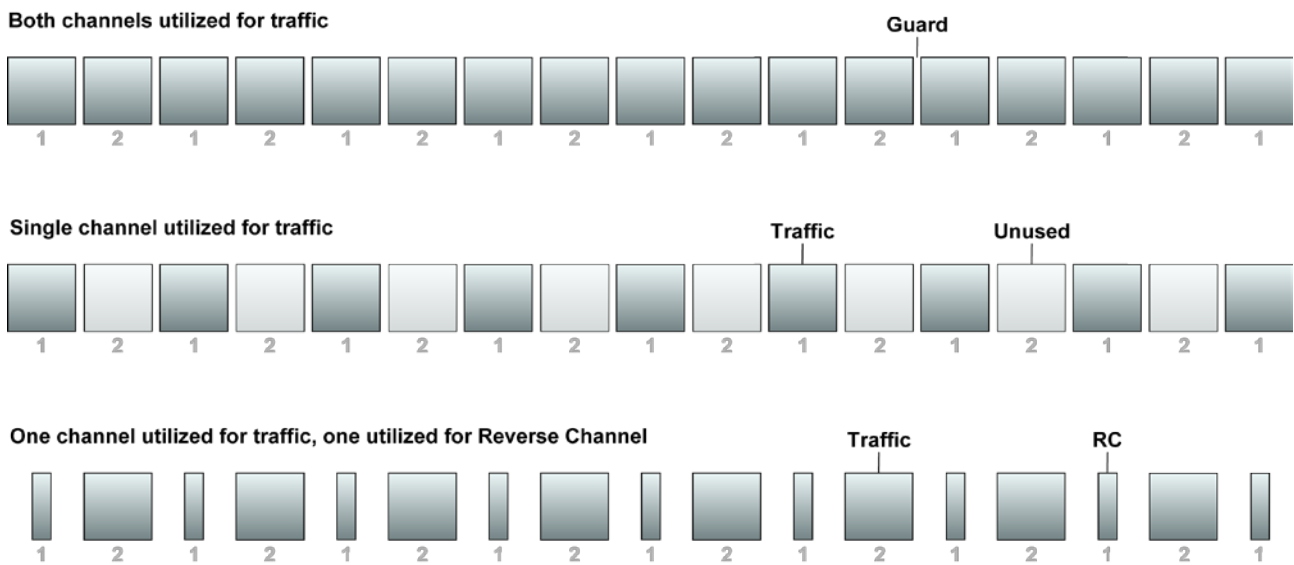 Both channels utilized for traffic
Guard
1 2 1 2 1 2 1 2 1 2 1 2 1 2 1 2 1
Single channel utilized for traffic
Traffic Unused
1 2 1 2 1 2 1 2 1 2 1 2 1 2 1 2 1
One channel utilized for traffic, one utilized for Reverse Channel
Traffic RC
1 2 1 2 1 2 1 2 1 2 1 2 1 2 1 2 1